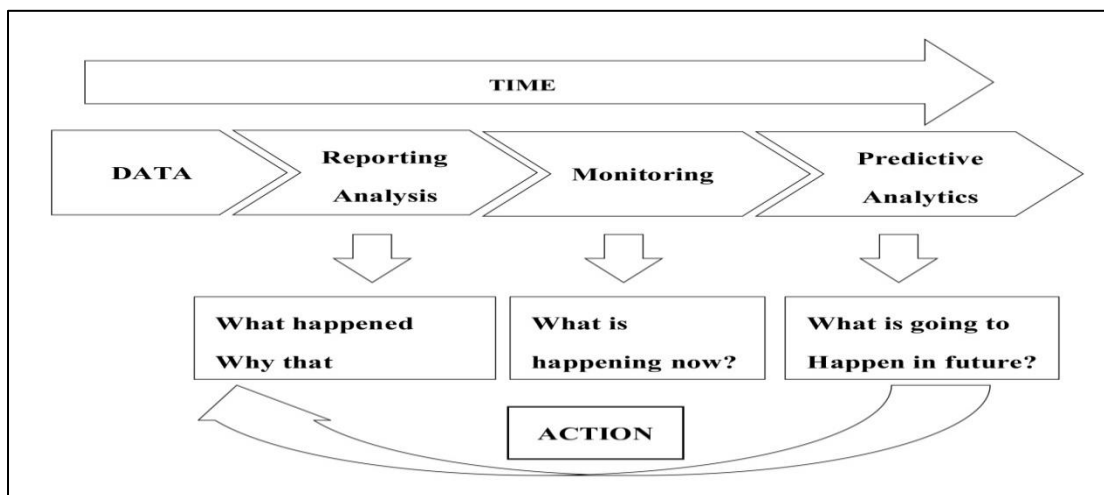 TIME
DATA
Reporting
Analysis
Monitoring
Predictive
Analytics
What happened
Why that
What is
happening now?
What is going to
Happen in future?
ACTION